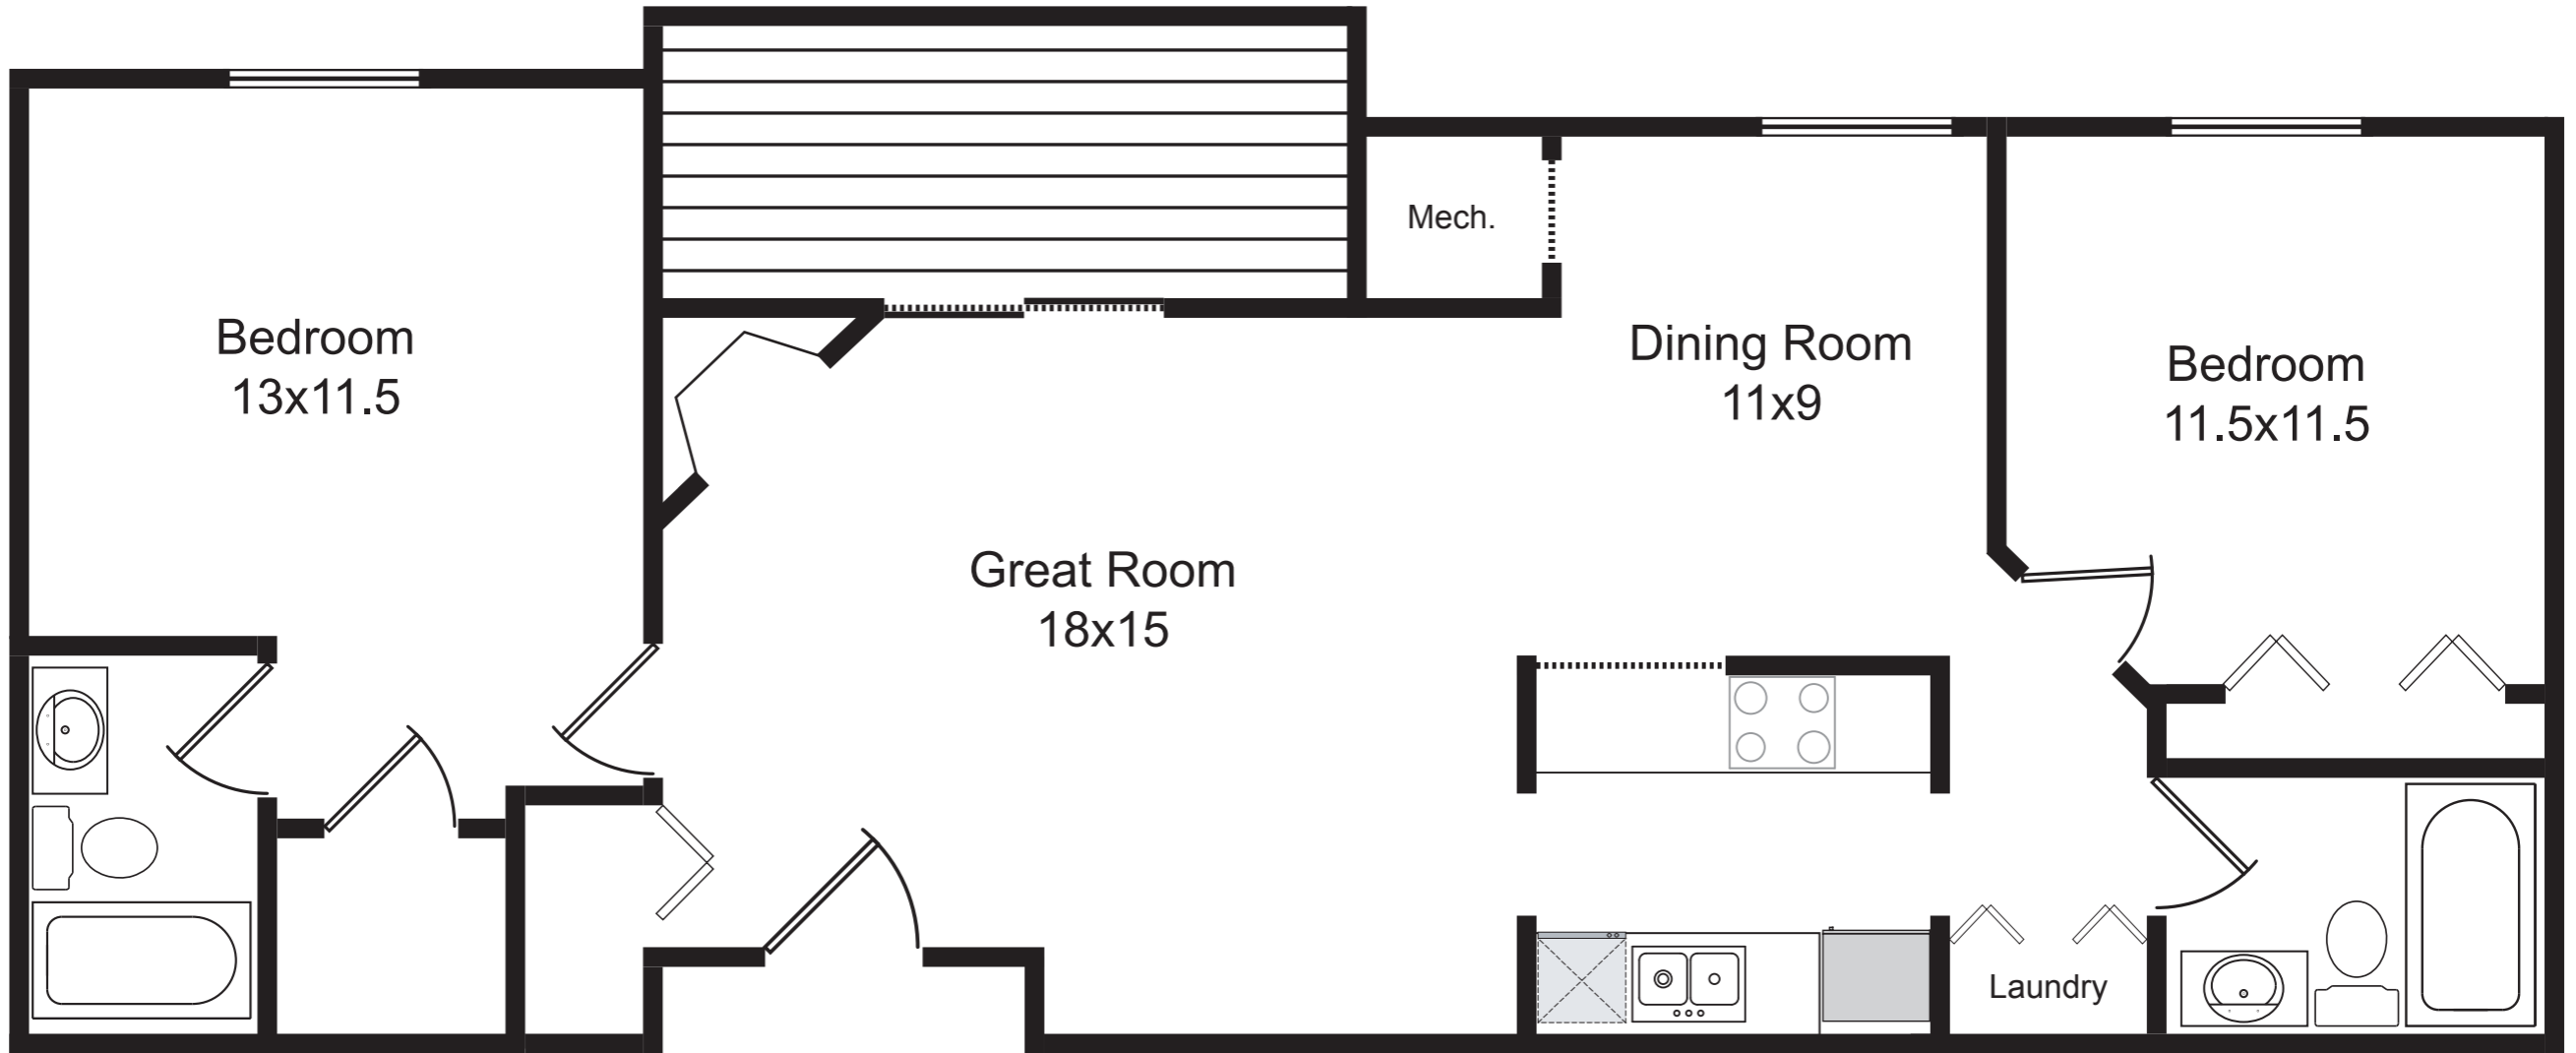 Mech.
Bedroom
13x11.5
Dining Room
11x9
Bedroom
11.5x11.5
Great Room
18x15
Laundry